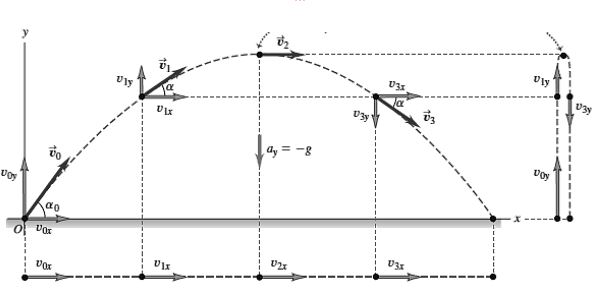 y
v⃗2
v⃗1
v1y
α
v1x
v3x
α
v3y
v⃗3
v1y
v3y
v⃗0
v0y
ay = −g
v0y
α0
O
v0x
x
v0x
v1x
v2x
v3x